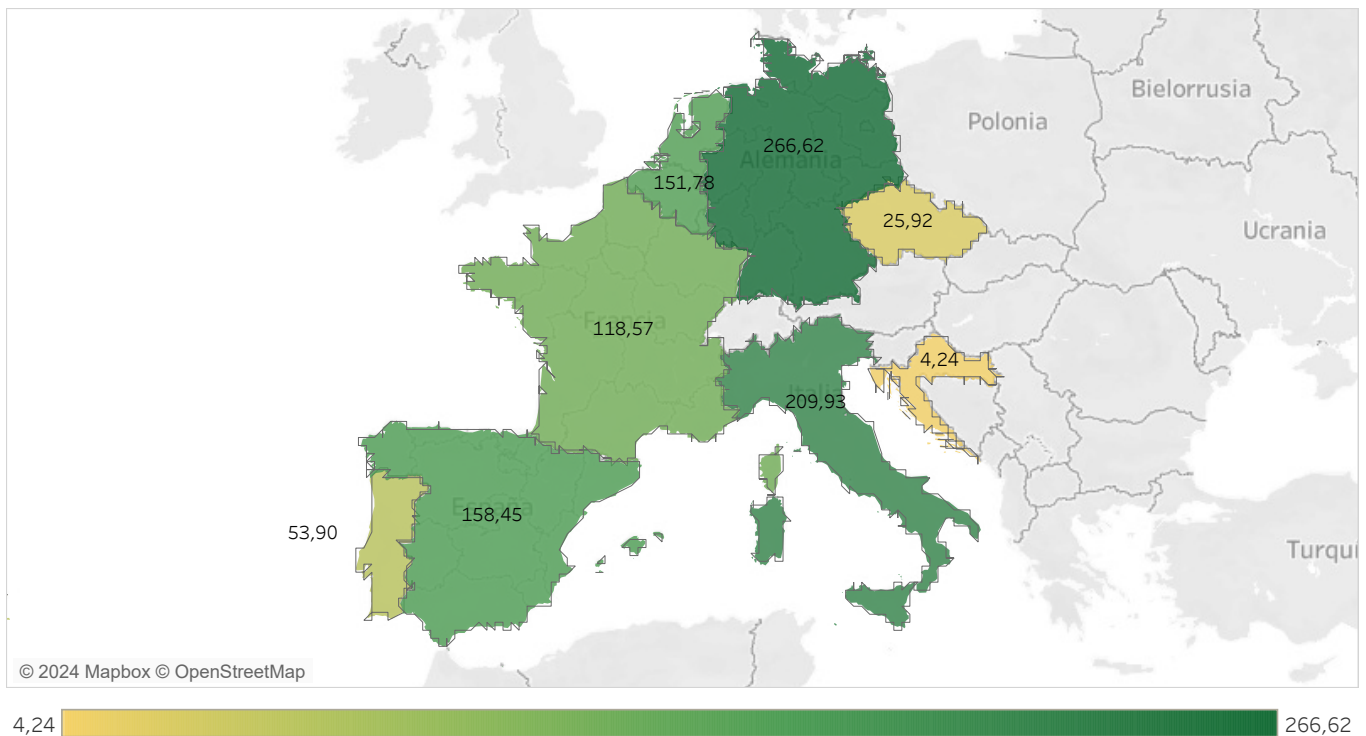 Bielorrusia
Polonia
266,62
Alemania
151,78
25,92
Ucrania
Francia
118,57
4,24
Italia
209,93
España
158,45
53,90
Turqu
© 2024 Mapbox © OpenStreetMap
4,24
266,62